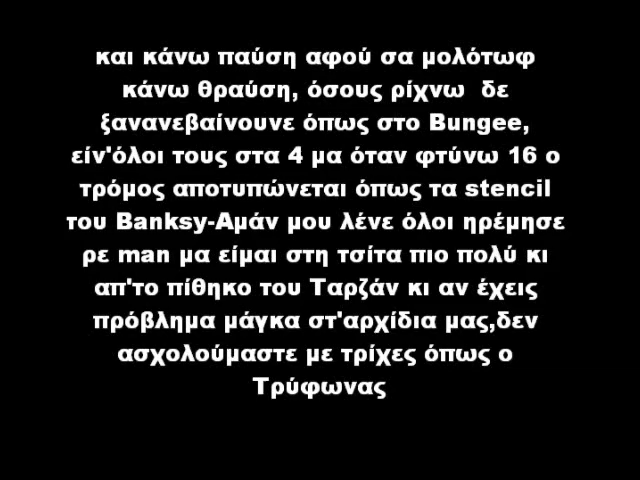 και κάνω παύση αφού σα μολότωφ
κάνω θραύση, όσους ρίχνω  δε
ξανανεβαίνουνε όπως στο Bungee,
είν'όλοι τους στα 4 μα όταν φτύνω 16 ο
τρόμος αποτυπώνεται όπως τα stencil
του Banksy-Αμάν μου λένε όλοι ηρέμησε
ρε man μα είμαι στη τσίτα πιο πολύ κι
απ'το πίθηκο του Ταρζάν κι αν έχεις
πρόβλημα μάγκα στ'αρχίδια μας,δεν
ασχολούμαστε με τρίχες όπως ο
Τρύφωνας